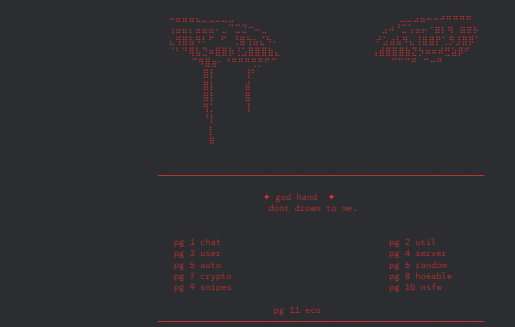 ✦ god hand ✦
dont drown to me.
pg 1 chat pg 2 util
pg 3 user pg 4 server
pg 5 auto pg 6 random
pg 7 crypto pg 8 hoeable
pg 9 snipes pg 10 nsfw
pg 11 eco